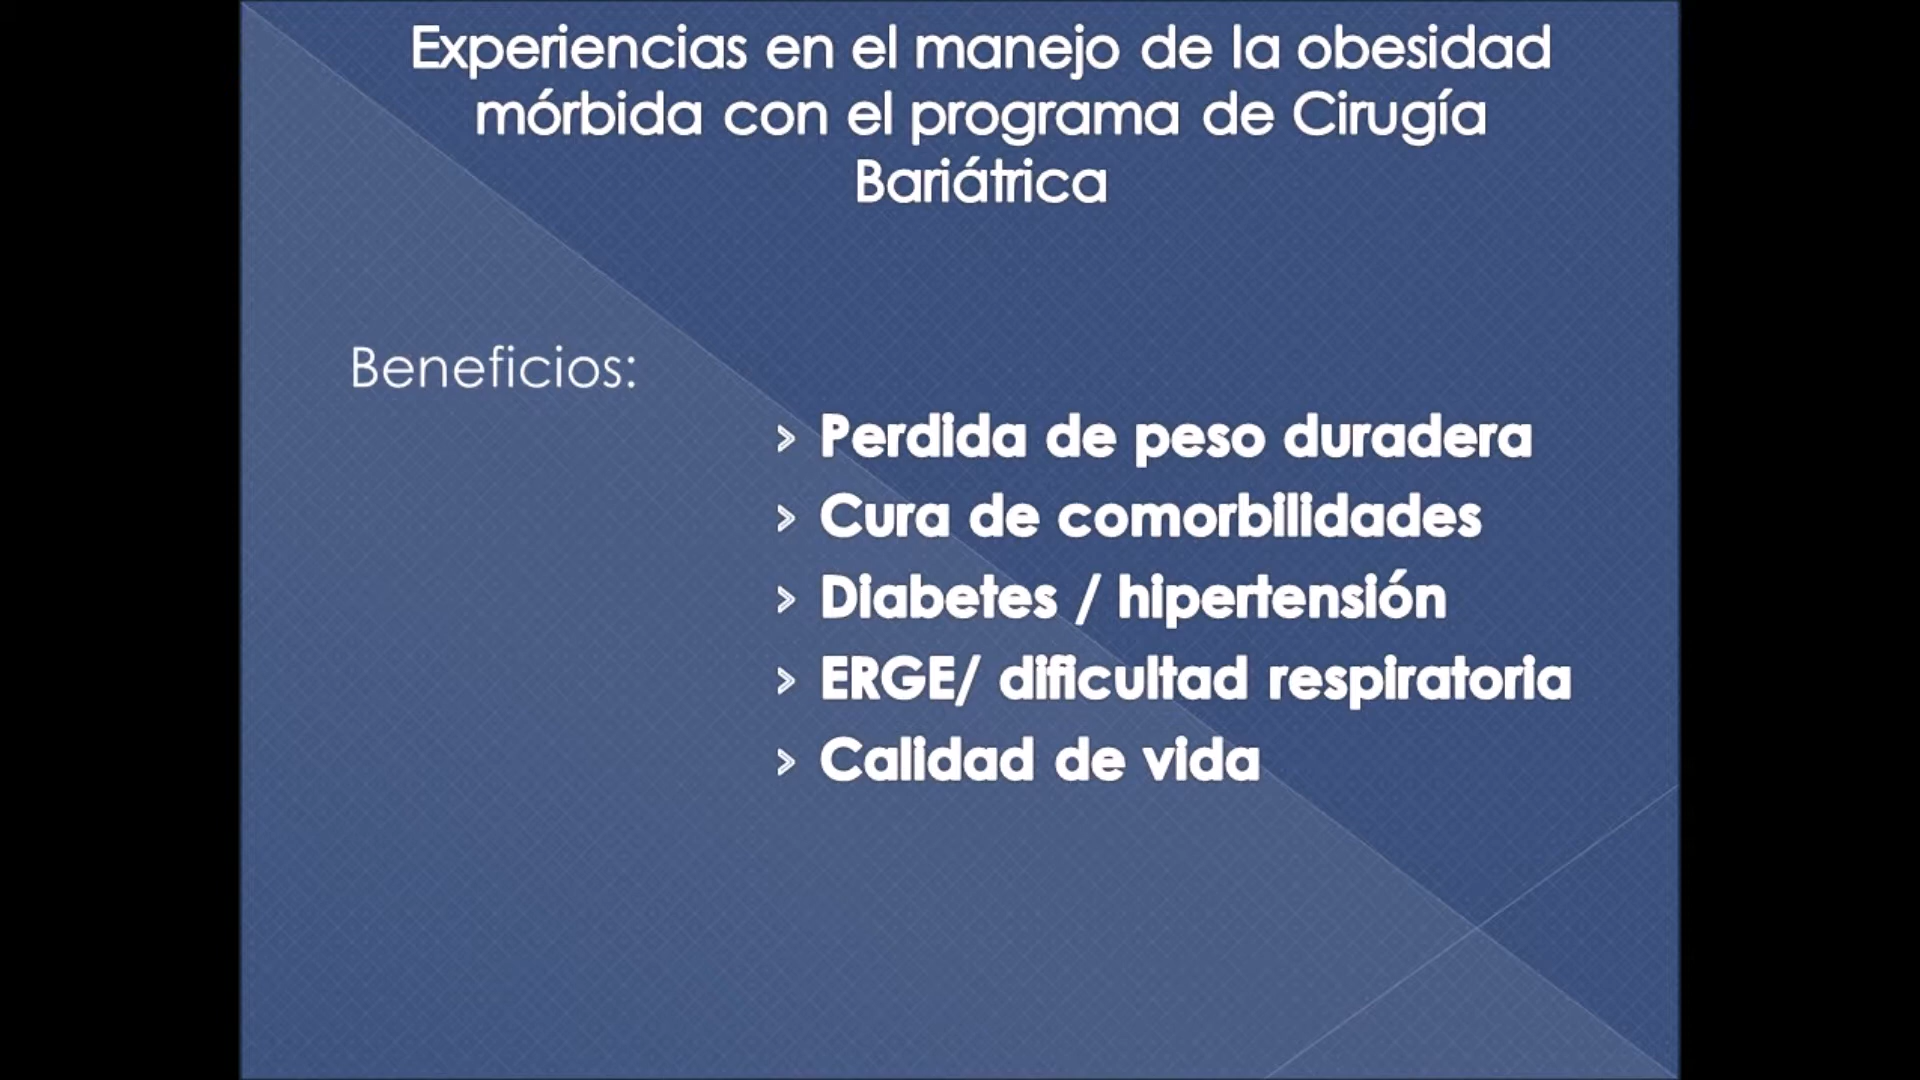 Experiencias en el manejo de la obesidad
mórbida con el programa de Cirugía
Bariátrica
Beneficios:
> Perdida de peso duradera
> Cura de comorbilidades
> Diabetes / hipertensión
> ERGE/ dificultad respiratoria
> Calidad de vida